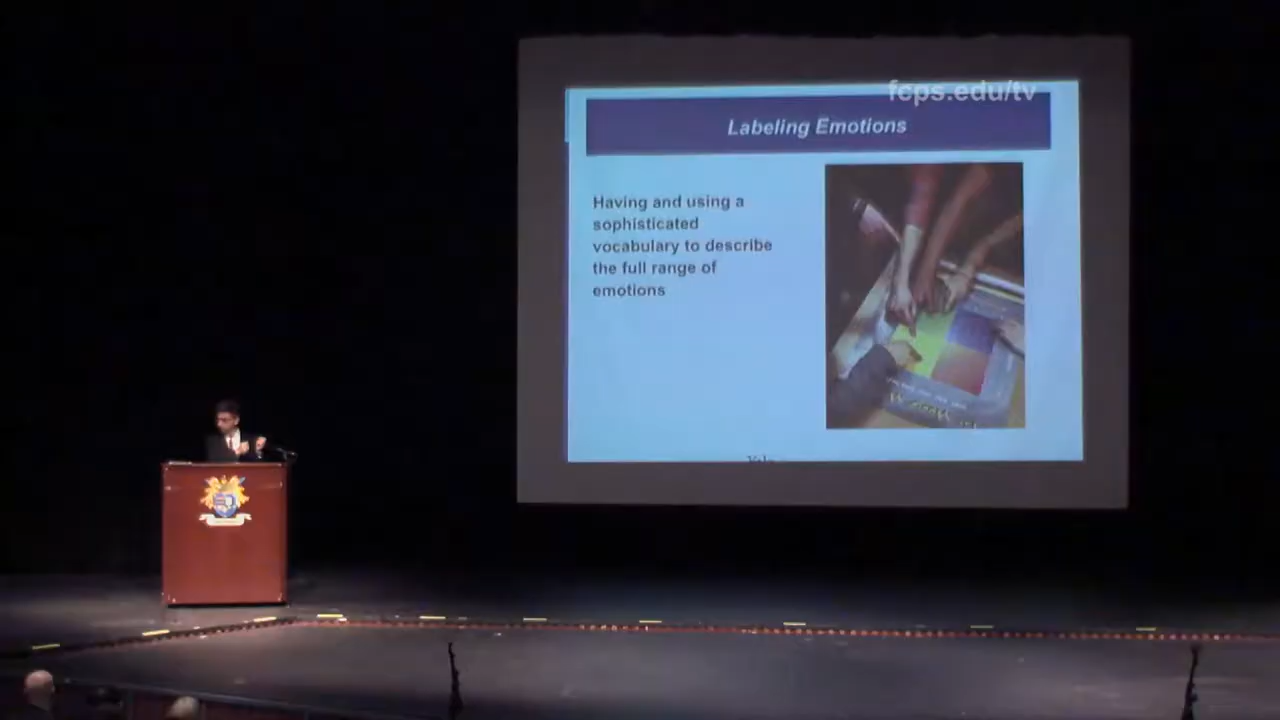 fcps.edu/tv
Labeling Emotions
Having and using a
sophisticated
vocabulary to describe
the full range of
emotions